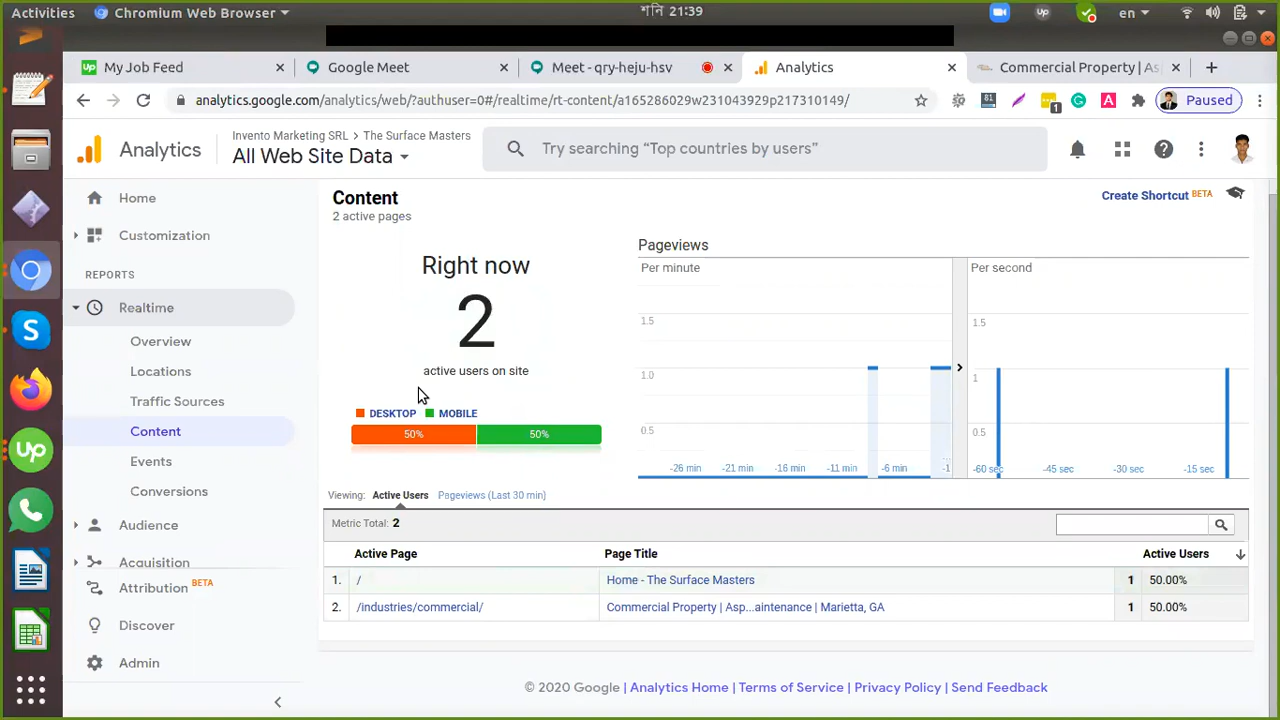 Activities
Chromium Web Browser
শনি 21:39
en
My Job Feed
Google Meet
Meet - qry-heju-hsv
Analytics
Commercial Property | Asp
analytics.google.com/analytics/web/?authuser=0#/realtime/rt-content/a165286029w231043929p217310149/
81
1
A
Paused
Analytics
Invento Marketing SRL > The Surface Masters
All Web Site Data
Try searching “Top countries by users”
Home
Customization
REPORTS
Realtime
Overview
Locations
Traffic Sources
Content
Events
Conversions
Audience
Acquisition
Attribution BETA
Discover
Admin
Content
2 active pages
Create Shortcut BETA
Right now
2
active users on site
DESKTOP
MOBILE
50%
50%
Pageviews
Per minute
1.5
1.0
0.5
-26 min
-21 min
-16 min
-11 min
-6 min
-1
Per second
1.5
1
0.5
-60 sec
-45 sec
-30 sec
-15 sec
Viewing: Active Users Pageviews (Last 30 min)
Metric Total: 2
Active Page Page Title Active Users
1. / Home - The Surface Masters 1 50.00%
2. /industries/commercial/ Commercial Property | Asp...aintenance | Marietta, GA 1 50.00%
© 2020 Google | Analytics Home | Terms of Service | Privacy Policy | Send Feedback